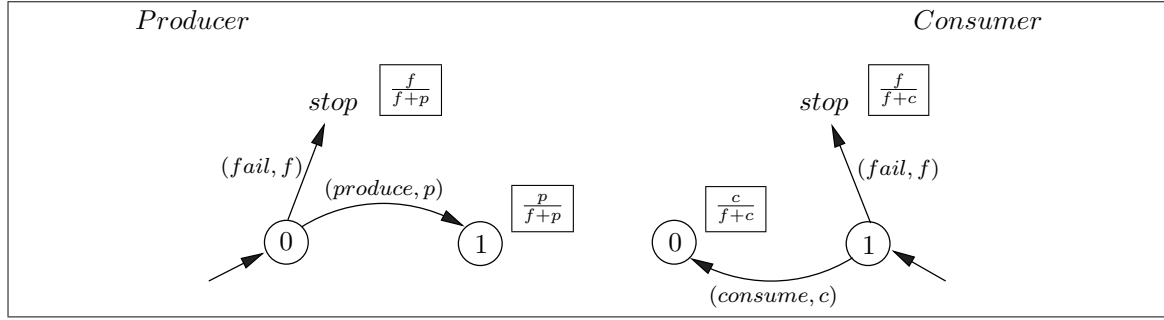 Producer
Consumer
stop
f/(f+p)
stop
f/(f+c)
(fail, f)
(produce, p)
p/(f+p)
c/(f+c)
(fail, f)
0
1
0
1
(consume, c)